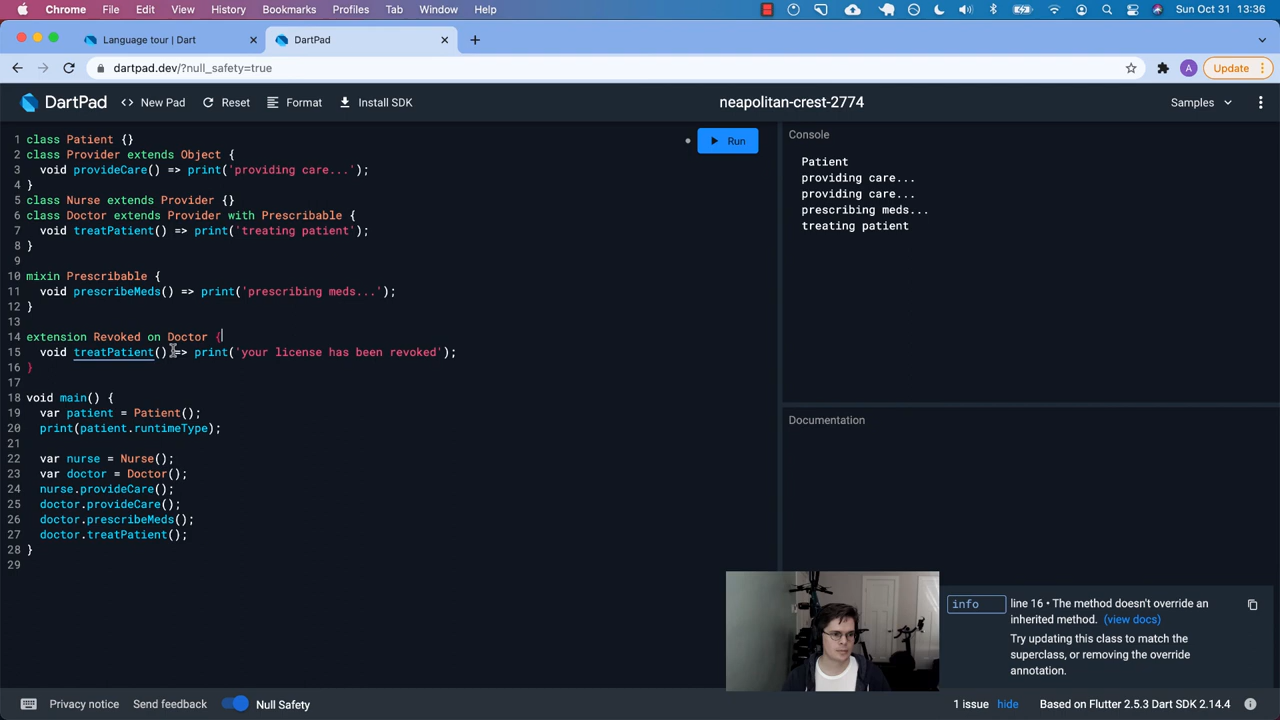 Chrome File Edit View History Bookmarks Profiles Tab Window Help Sun Oct 31 13:36
Language tour | Dart DartPad
dartpad.dev/?null_safety=true A Update
DartPad New Pad Reset Format Install SDK neapolitan-crest-2774 Samples
1 class Patient {}
2 class Provider extends Object {
3 void provideCare() => print('providing care...');
4 }
5 class Nurse extends Provider {}
6 class Doctor extends Provider with Prescribable {
7 void treatPatient() => print('treating patient');
8 }
9
10 mixin Prescribable {
11 void prescribeMeds() => print('prescribing meds...');
12 }
13
14 extension Revoked on Doctor {
15 void treatPatient() => print('your license has been revoked');
16 }
17
18 void main() {
19 var patient = Patient();
20 print(patient.runtimeType);
21
22 var nurse = Nurse();
23 var doctor = Doctor();
24 nurse.provideCare();
25 doctor.provideCare();
26 doctor.prescribeMeds();
27 doctor.treatPatient();
28 }
29
Run
Console
Patient
providing care...
providing care...
prescribing meds...
treating patient
Documentation
info line 16 • The method doesn't override an
inherited method. (view docs)
Try updating this class to match the
superclass, or removing the override
annotation.
Privacy notice Send feedback Null Safety 1 issue hide Based on Flutter 2.5.3 Dart SDK 2.14.4